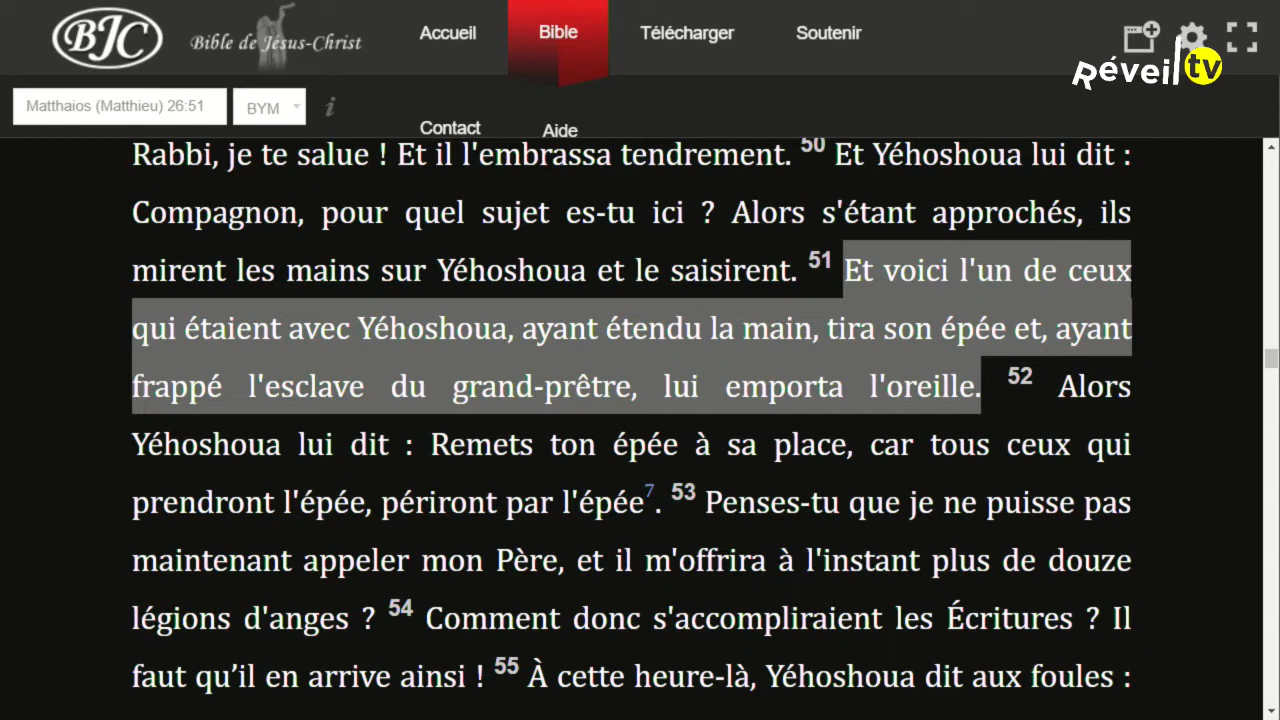 BJC
Bible de Jésus-Christ
Accueil
Bible
Télécharger
Soutenir
Réveil tv
Matthaios (Matthieu) 26:51
BYM
i
Contact
Aide
Rabbi, je te salue ! Et il l'embrassa tendrement. 50 Et Yéhoshoua lui dit :
Compagnon, pour quel sujet es-tu ici ? Alors s'étant approchés, ils
mirent les mains sur Yéhoshoua et le saisirent. 51 Et voici l'un de ceux
qui étaient avec Yéhoshoua, ayant étendu la main, tira son épée et, ayant
frappé l'esclave du grand-prêtre, lui emporta l'oreille. 52 Alors
Yéhoshoua lui dit : Remets ton épée à sa place, car tous ceux qui
prendront l'épée, périront par l'épée7. 53 Penses-tu que je ne puisse pas
maintenant appeler mon Père, et il m'offrira à l'instant plus de douze
légions d'anges ? 54 Comment donc s'accompliraient les Écritures ? Il
faut qu’il en arrive ainsi ! 55 À cette heure-là, Yéhoshoua dit aux foules :